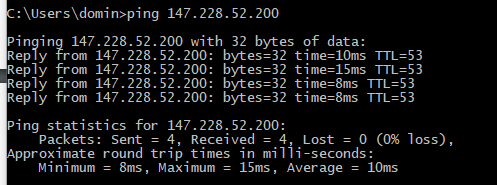 C:\Users\domin>ping 147.228.52.200
Pinging 147.228.52.200 with 32 bytes of data:
Reply from 147.228.52.200: bytes=32 time=10ms TTL=53
Reply from 147.228.52.200: bytes=32 time=15ms TTL=53
Reply from 147.228.52.200: bytes=32 time=8ms TTL=53
Reply from 147.228.52.200: bytes=32 time=8ms TTL=53
Ping statistics for 147.228.52.200:
    Packets: Sent = 4, Received = 4, Lost = 0 (0% loss),
Approximate round trip times in milli-seconds:
    Minimum = 8ms, Maximum = 15ms, Average = 10ms